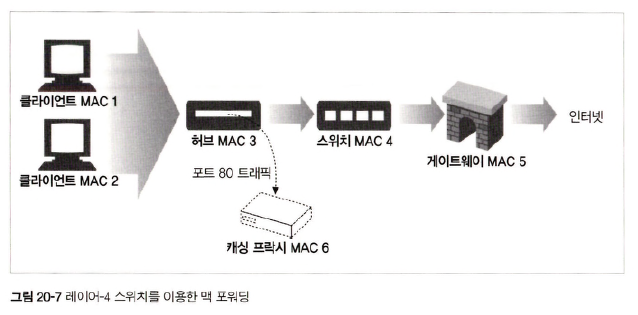 클라이언트 MAC 1
클라이언트 MAC 2
허브 MAC 3
스위치 MAC 4
게이트웨이 MAC 5
인터넷
포트 80 트래픽
캐싱 프락시 MAC 6
그림 20-7 레이어-4 스위치를 이용한 맥 포워딩